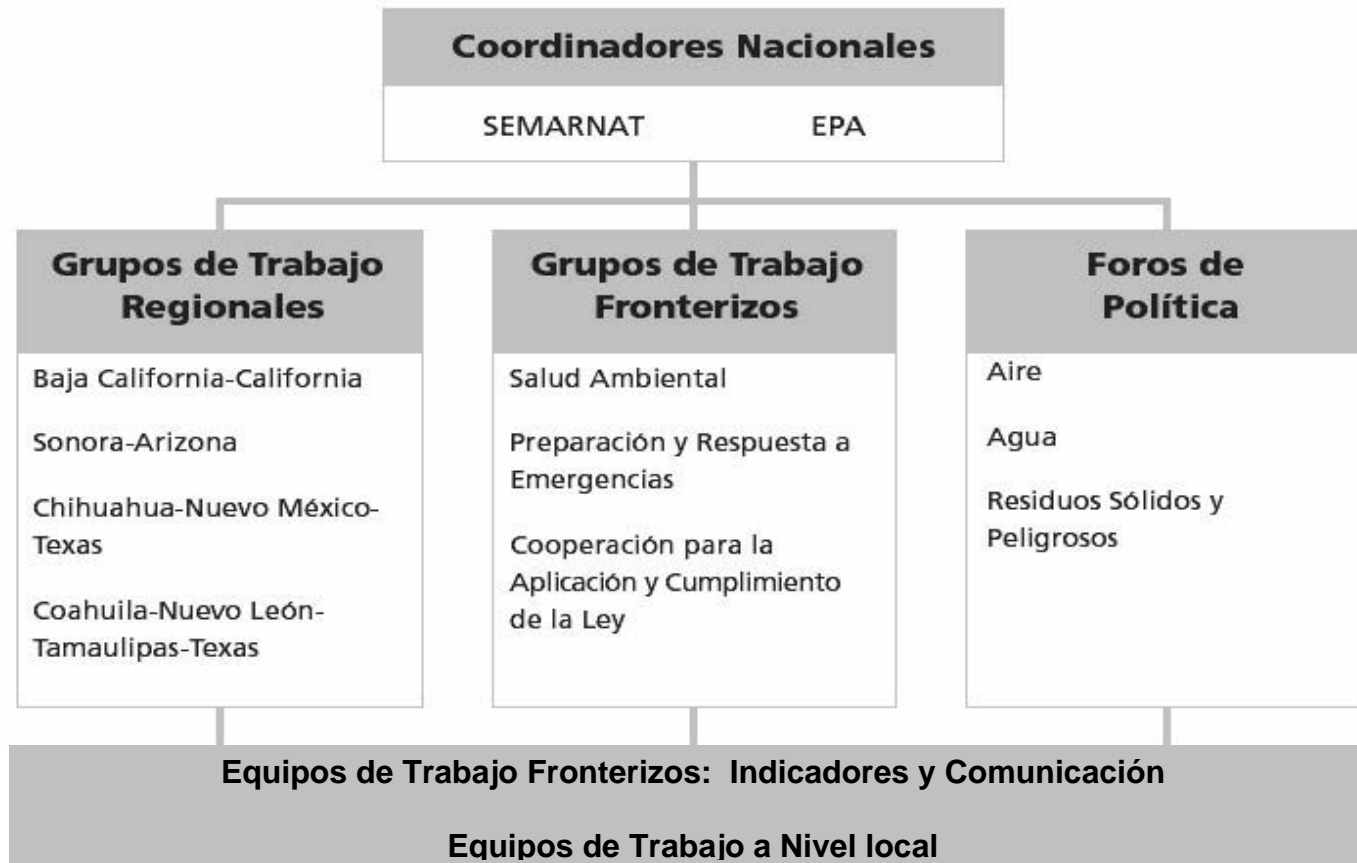 Coordinadores Nacionales
SEMARNAT EPA
Grupos de Trabajo
Regionales
Baja California-California
Sonora-Arizona
Chihuahua-Nuevo México-
Texas
Coahuila-Nuevo León-
Tamaulipas-Texas
Grupos de Trabajo
Fronterizos
Salud Ambiental
Preparación y Respuesta a
Emergencias
Cooperación para la
Aplicación y Cumplimiento
de la Ley
Foros de
Política
Aire
Agua
Residuos Sólidos y
Peligrosos
Equipos de Trabajo Fronterizos: Indicadores y Comunicación
Equipos de Trabajo a Nivel local